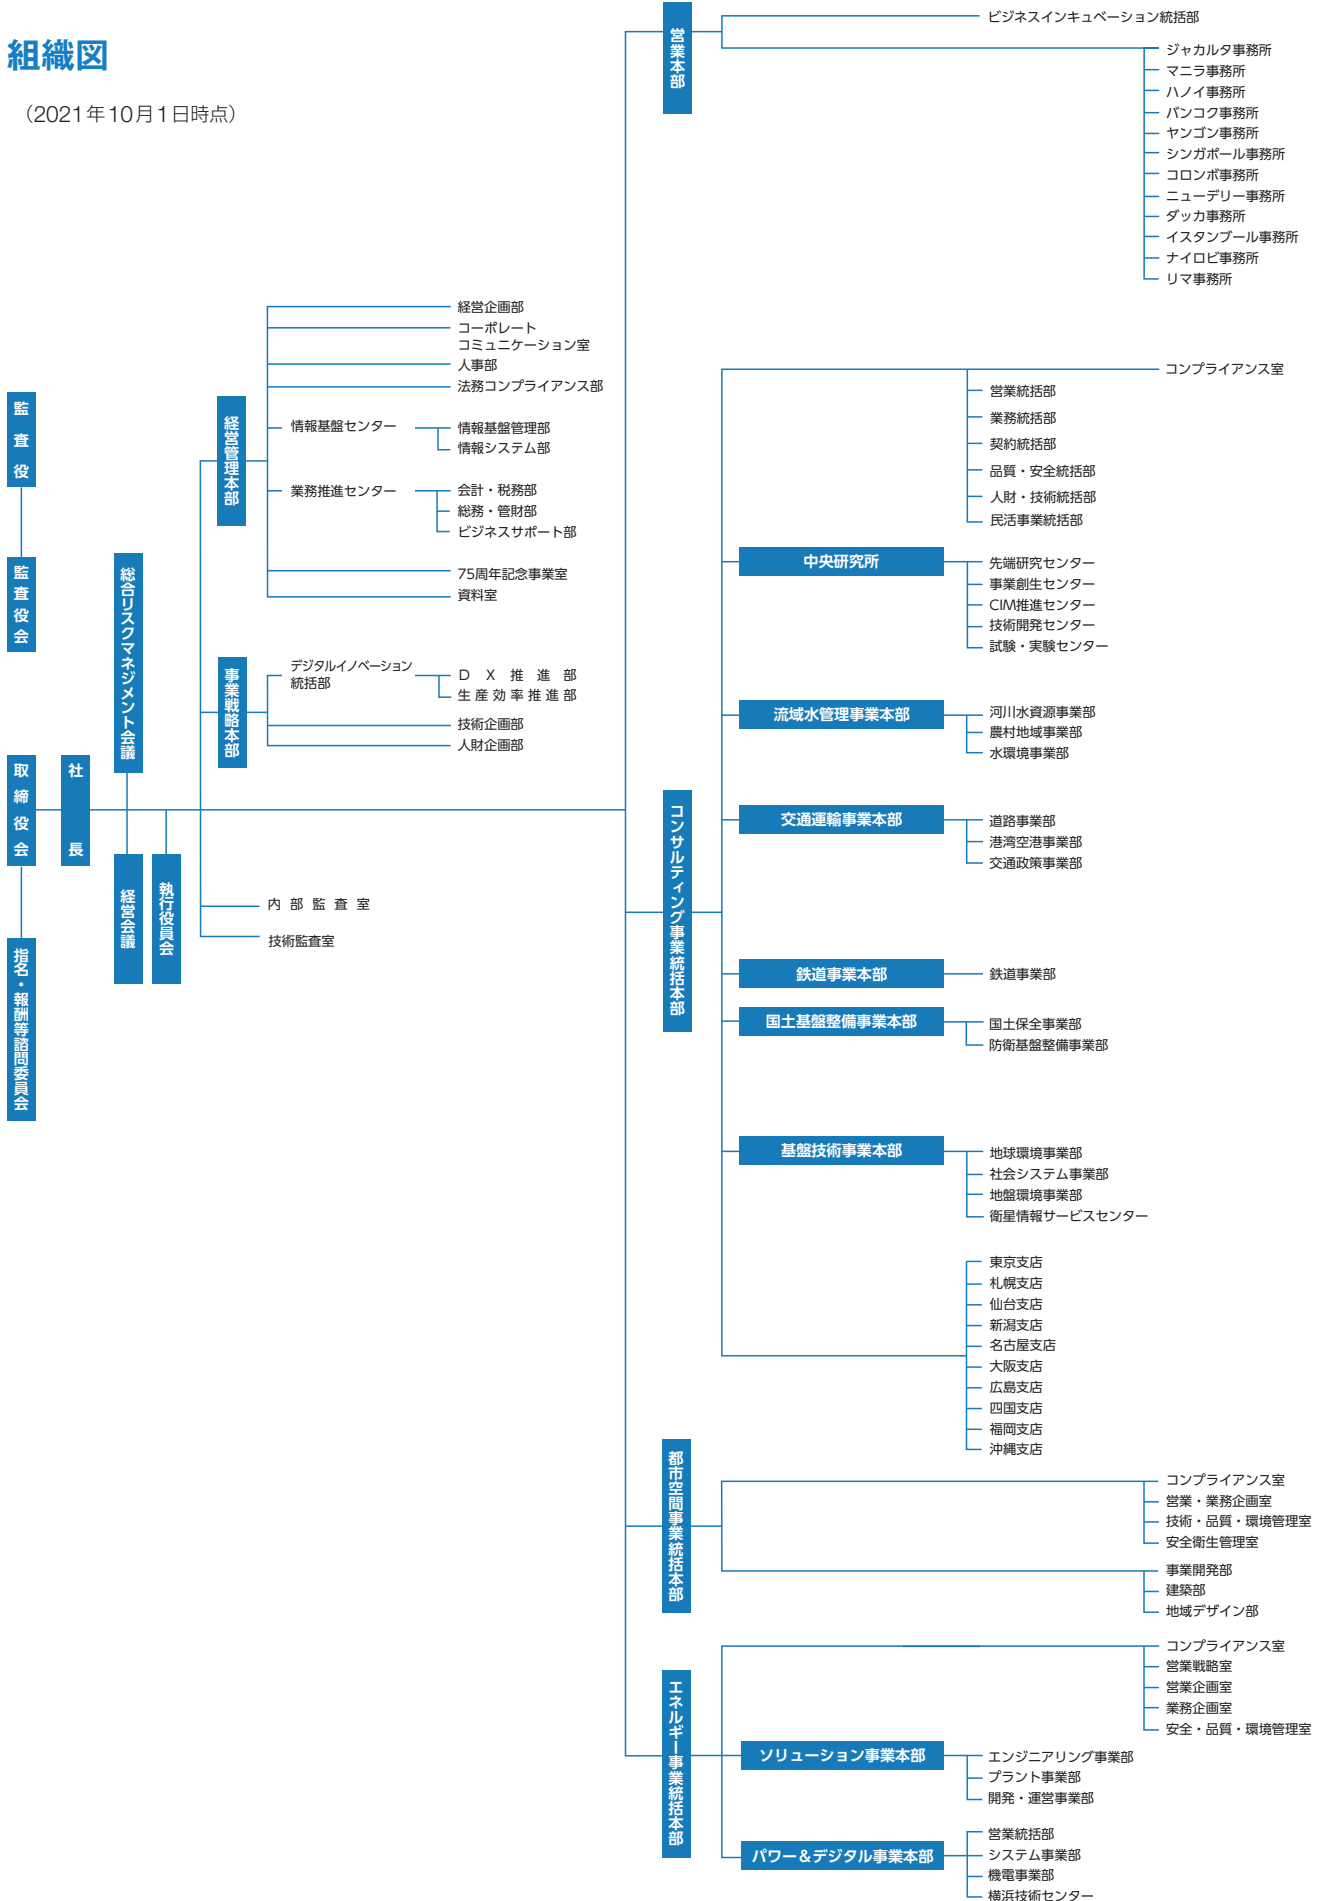 組織図
（2021年10月1日時点）
監査役
監査役会
取締役会
指名・報酬等諮問委員会
社長
総合リスクマネジメント会議
経営会議
執行役員会
経営管理本部
経営企画部
コーポレート
コミュニケーション室
人事部
法務コンプライアンス部
情報基盤センター
情報基盤管理部
情報システム部
業務推進センター
会計・税務部
総務・管財部
ビジネスサポート部
75周年記念事業室
資料室
事業戦略本部
デジタルイノベーション
統括部
DX推進部
生産効率推進部
技術企画部
人財企画部
内部監査室
技術監査室
営業本部
ビジネスインキュベーション統括部
ジャカルタ事務所
マニラ事務所
ハノイ事務所
バンコク事務所
ヤンゴン事務所
シンガポール事務所
コロンボ事務所
ニューデリー事務所
ダッカ事務所
イスタンブール事務所
ナイロビ事務所
リマ事務所
コンサルティング事業統括本部
コンプライアンス室
営業統括部
業務統括部
契約統括部
品質・安全統括部
人財・技術統括部
民活事業統括部
中央研究所
先端研究センター
事業創生センター
CIM推進センター
技術開発センター
試験・実験センター
流域水管理事業本部
河川水資源事業部
農村地域事業部
水環境事業部
交通運輸事業本部
道路事業部
港湾空港事業部
交通政策事業部
鉄道事業本部
鉄道事業部
国土基盤整備事業本部
国土保全事業部
防衛基盤整備事業部
基盤技術事業本部
地球環境事業部
社会システム事業部
地盤環境事業部
衛星情報サービスセンター
東京支店
札幌支店
仙台支店
新潟支店
名古屋支店
大阪支店
広島支店
四国支店
福岡支店
沖縄支店
都市空間事業統括本部
コンプライアンス室
営業・業務企画室
技術・品質・環境管理室
安全衛生管理室
事業開発部
建築部
地域デザイン部
エネルギー事業統括本部
コンプライアンス室
営業戦略室
営業企画室
業務企画室
安全・品質・環境管理室
ソリューション事業本部
エンジニアリング事業部
プラント事業部
開発・運営事業部
パワー＆デジタル事業本部
営業統括部
システム事業部
機電事業部
横浜技術センター